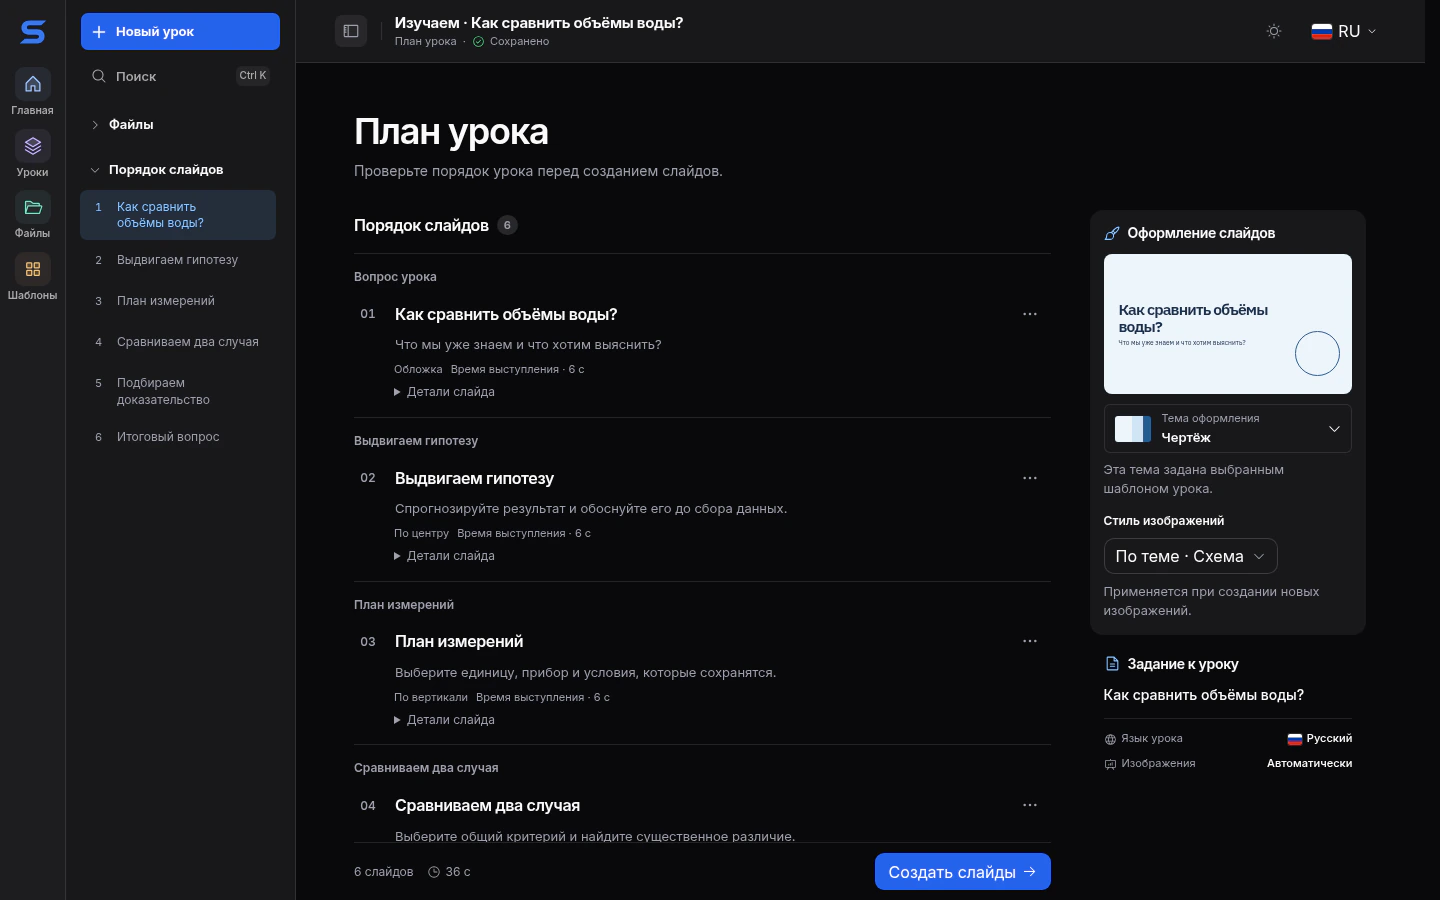 Новый урок
Поиск
Ctrl K
Главная
Уроки
Файлы
Шаблоны
Файлы
Порядок слайдов
1 Как сравнить
объёмы воды?
2 Выдвигаем гипотезу
3 План измерений
4 Сравниваем два случая
5 Подбираем
доказательство
6 Итоговый вопрос
Изучаем · Как сравнить объёмы воды?
План урока · Сохранено
RU
План урока
Проверьте порядок урока перед созданием слайдов.
Порядок слайдов 6
Вопрос урока
01 Как сравнить объёмы воды?
Что мы уже знаем и что хотим выяснить?
Обложка Время выступления · 6 с
Детали слайда
Выдвигаем гипотезу
02 Выдвигаем гипотезу
Спрогнозируйте результат и обоснуйте его до сбора данных.
По центру Время выступления · 6 с
Детали слайда
План измерений
03 План измерений
Выберите единицу, прибор и условия, которые сохранятся.
По вертикали Время выступления · 6 с
Детали слайда
Сравниваем два случая
04 Сравниваем два случая
Выберите общий критерий и найдите существенное различие.
6 слайдов 36 с
Создать слайды
Оформление слайдов
Как сравнить объёмы
воды?
Что мы уже знаем и что хотим выяснить?
Тема оформления
Чертёж
Эта тема задана выбранным
шаблоном урока.
Стиль изображений
По теме · Схема
Применяется при создании новых
изображений.
Задание к уроку
Как сравнить объёмы воды?
Язык урока Русский
Изображения Автоматически